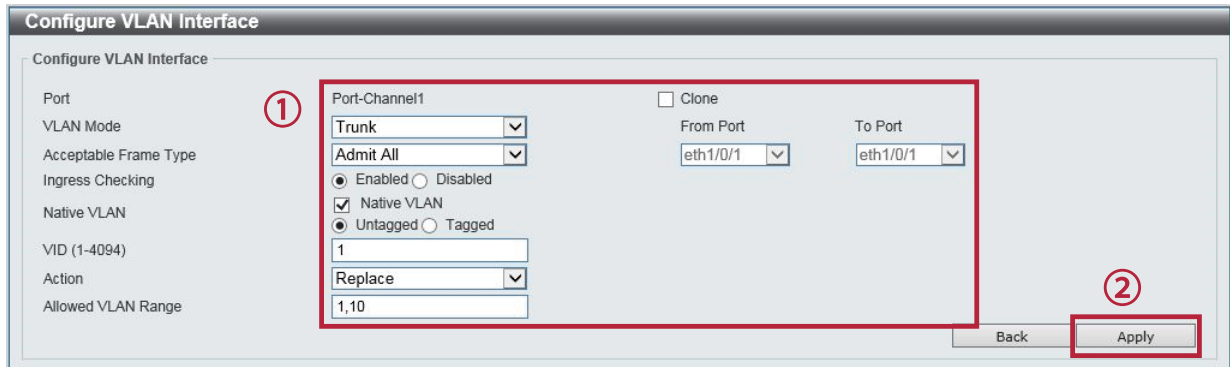 Configure VLAN Interface
Configure VLAN Interface
Port Port-Channel1 Clone
①
VLAN Mode Trunk From Port To Port
Acceptable Frame Type Admit All eth1/0/1 eth1/0/1
Ingress Checking Enabled Disabled
Native VLAN Native VLAN
Untagged Tagged
VID (1-4094) 1
Action Replace
②
Allowed VLAN Range 1,10
Back Apply